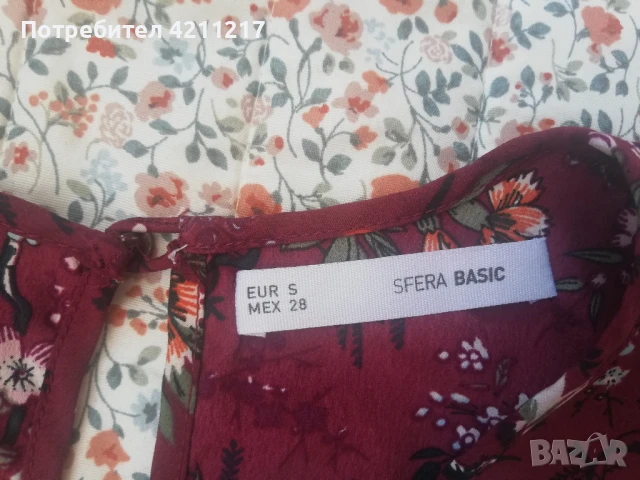 Потребител 4211217
EUR S
MEX 28
SFERA BASIC
BAZAR